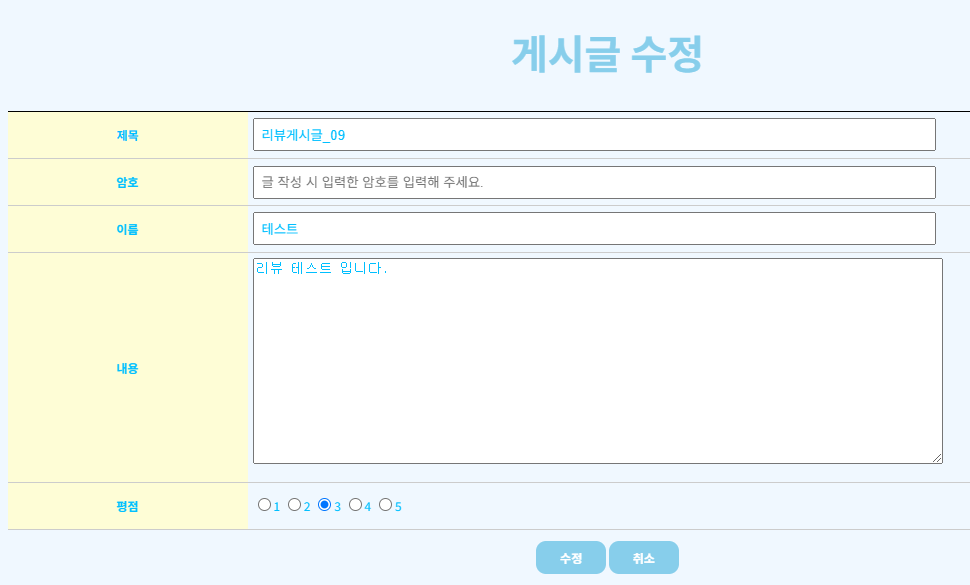 게시글 수정
제목 리뷰게시글_09
암호 글 작성 시 입력한 암호를 입력해 주세요.
이름 테스트
내용 리뷰 테스트 입니다.
평점 1 2 3 4 5
수정 취소